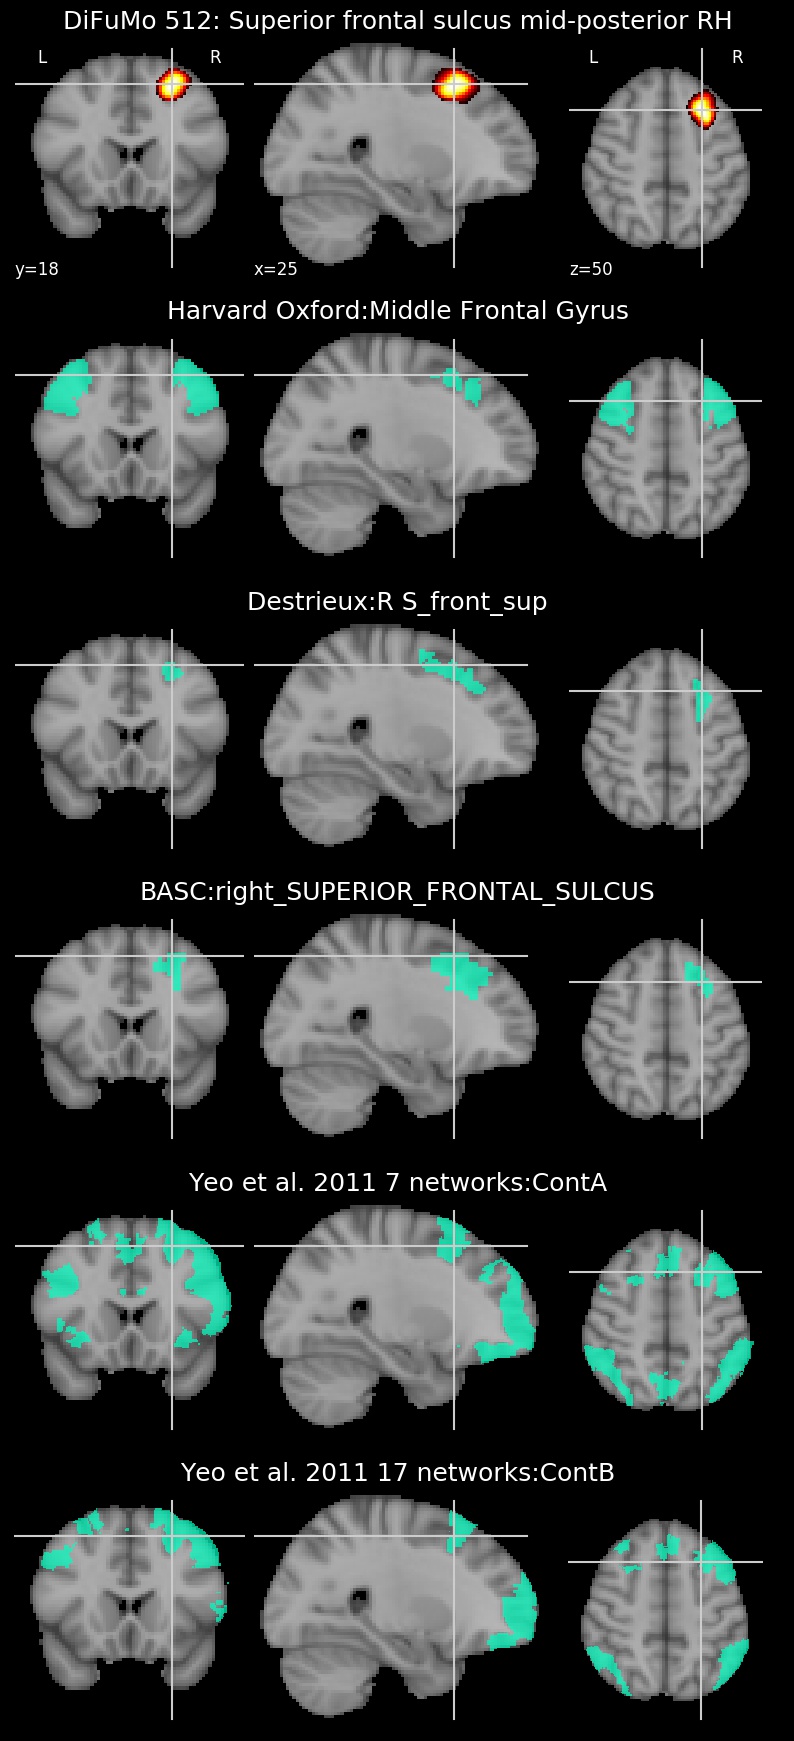 DiFuMo 512: Superior frontal sulcus mid-posterior RH
L R L R
y=18 x=25 z=50
Harvard Oxford:Middle Frontal Gyrus
Destrieux:R S_front_sup
BASC:right_SUPERIOR_FRONTAL_SULCUS
Yeo et al. 2011 7 networks:ContA
Yeo et al. 2011 17 networks:ContB